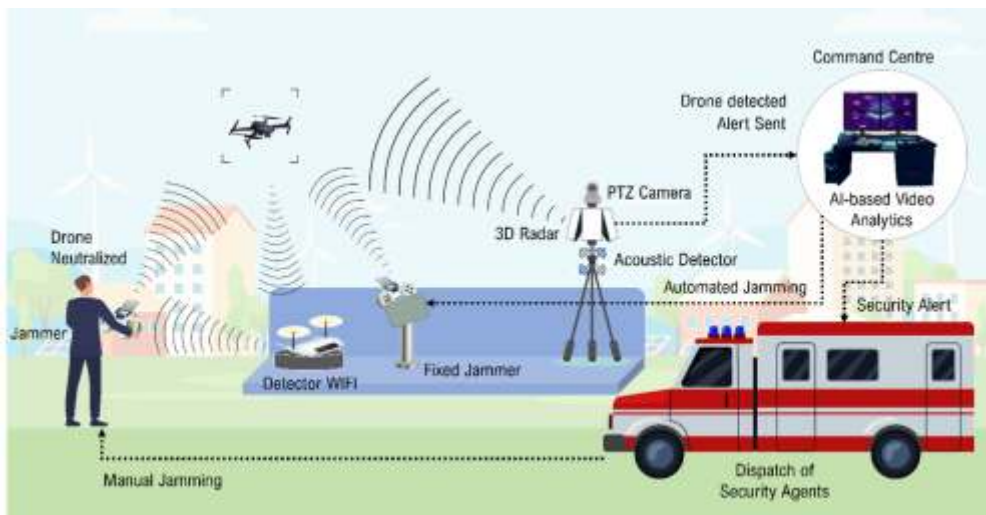 Command Centre
Drone detected
Alert Sent
AI-based Video
Analytics
PTZ Camera
3D Radar
Acoustic Detector
Drone
Neutralized
Automated Jamming
Security Alert
Jammer
Detector WIFI
Fixed Jammer
Manual Jamming
Dispatch of
Security Agents